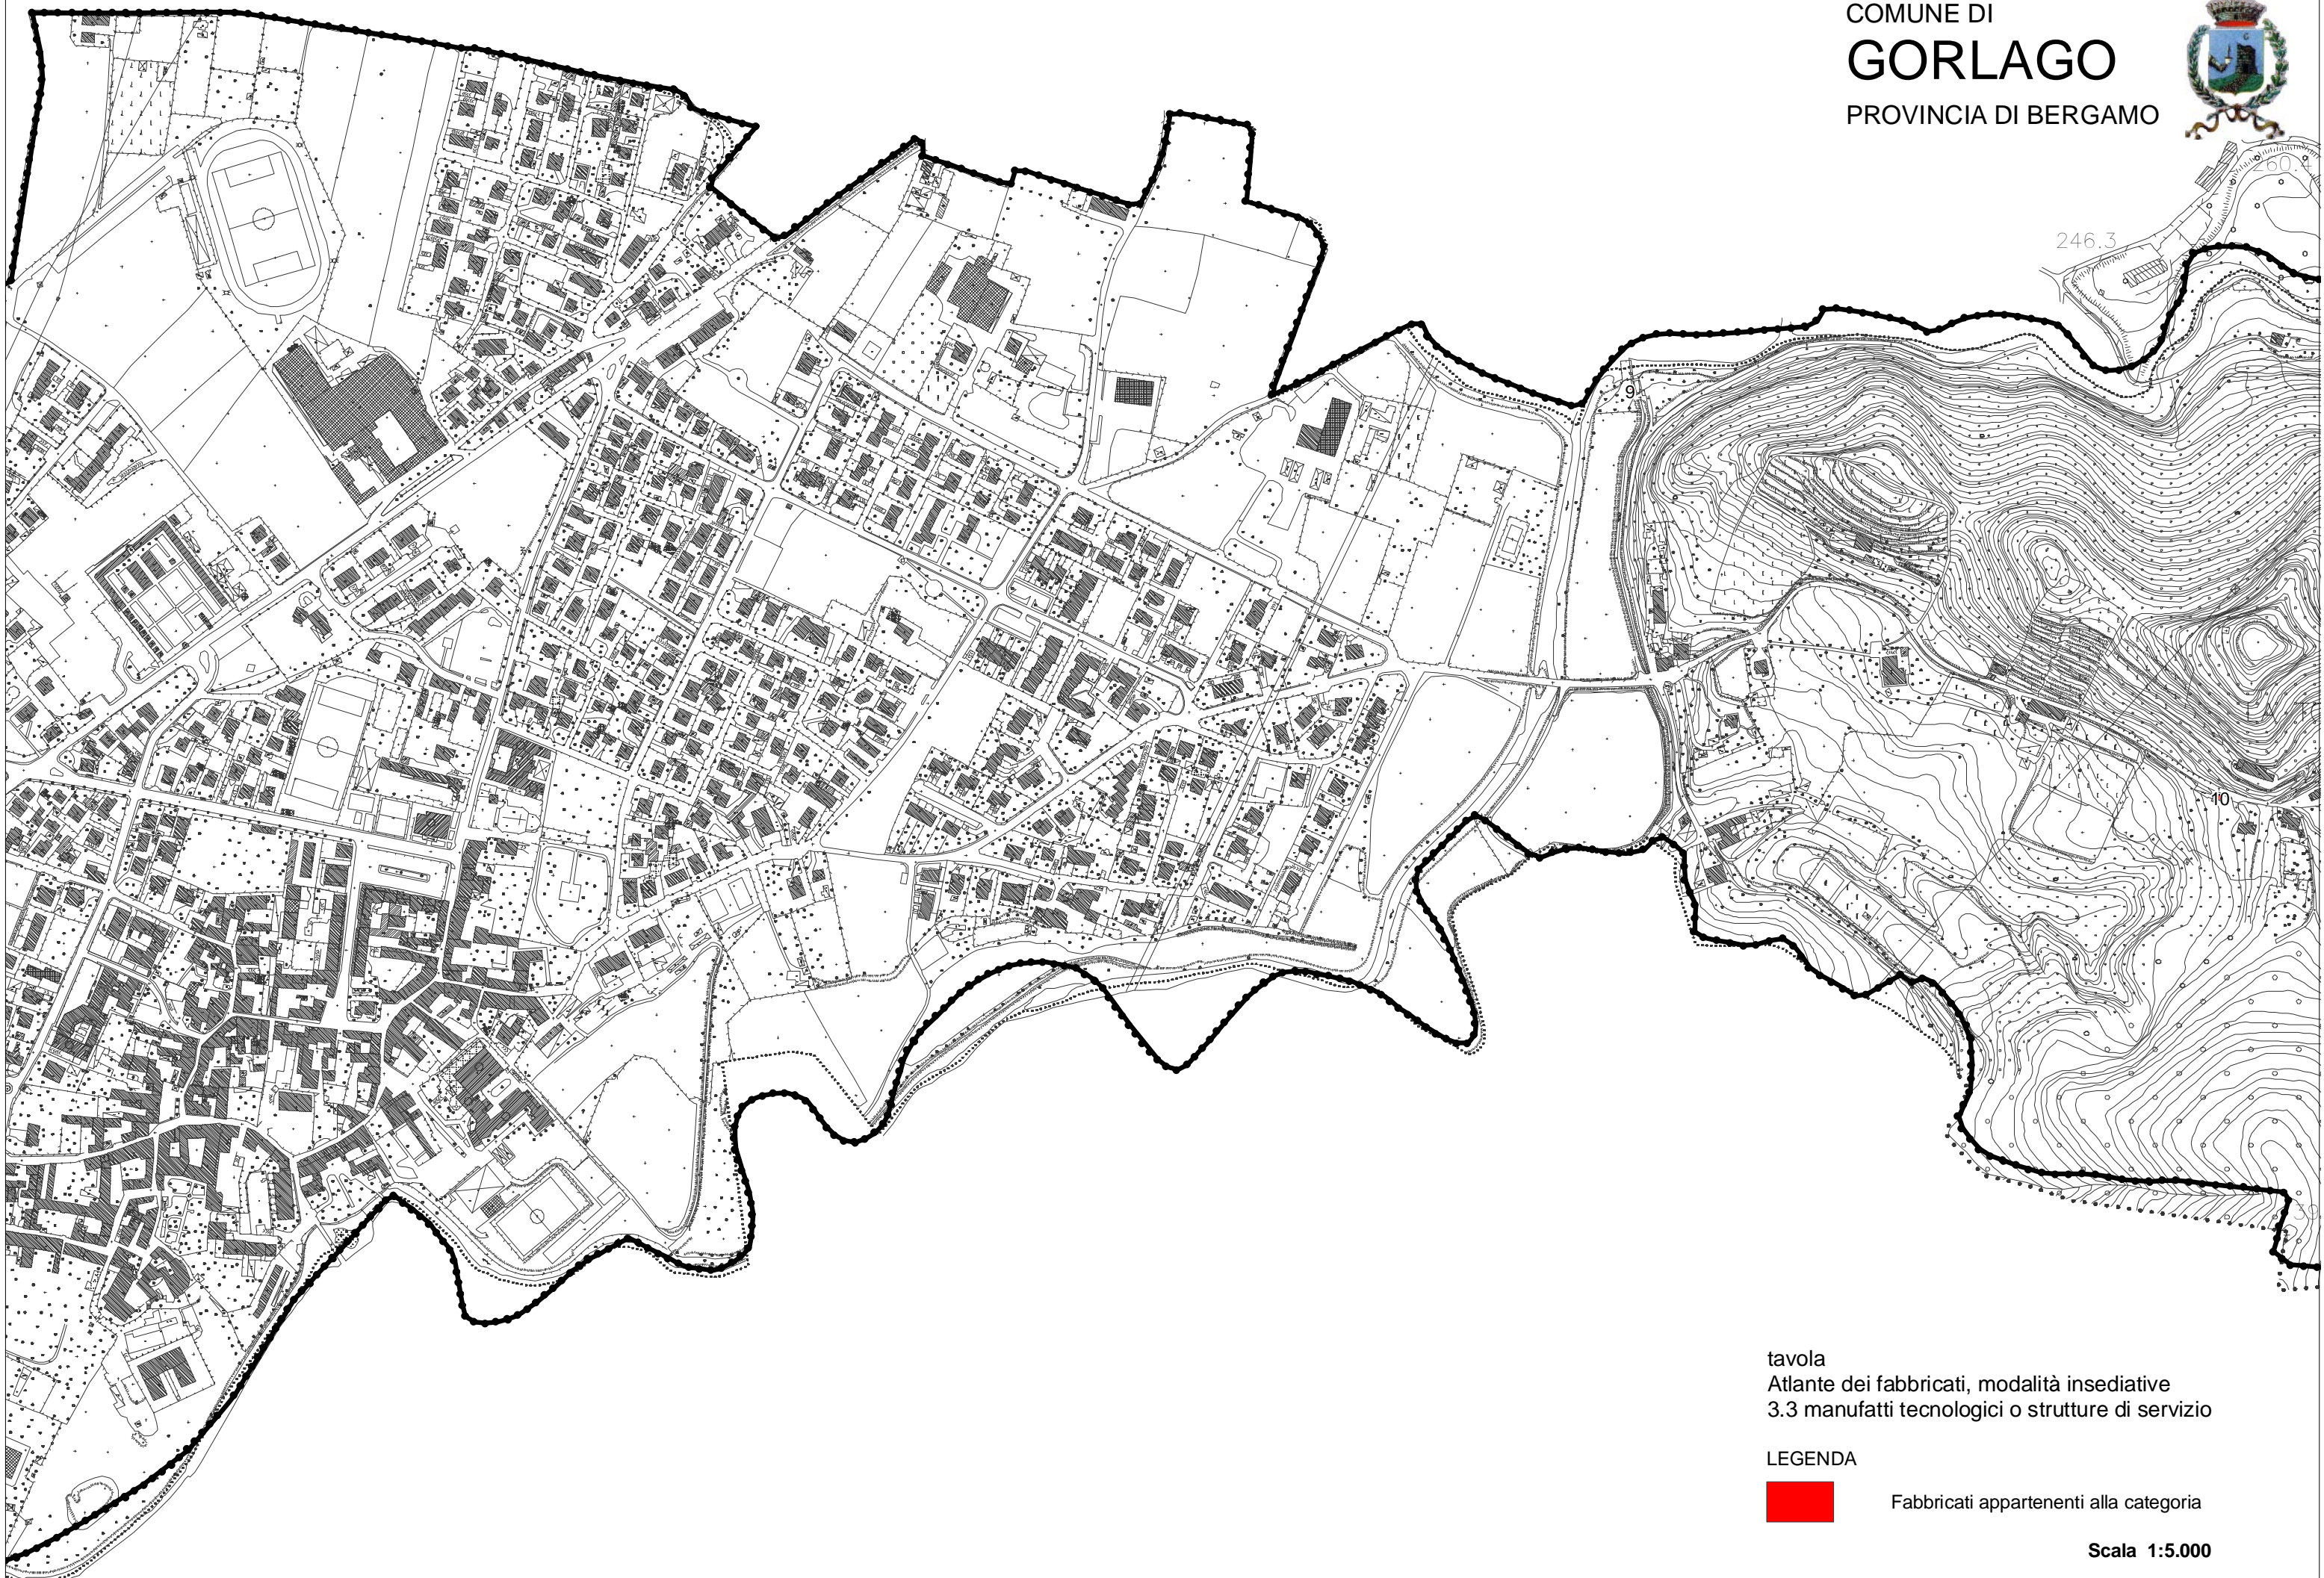 COMUNE DI
GORLAGO
PROVINCIA DI BERGAMO
246.3
9
10
tavola
Atlante dei fabbricati, modalità insediative
3.3 manufatti tecnologici o strutture di servizio
LEGENDA
Fabbricati appartenenti alla categoria
Scala 1:5.000